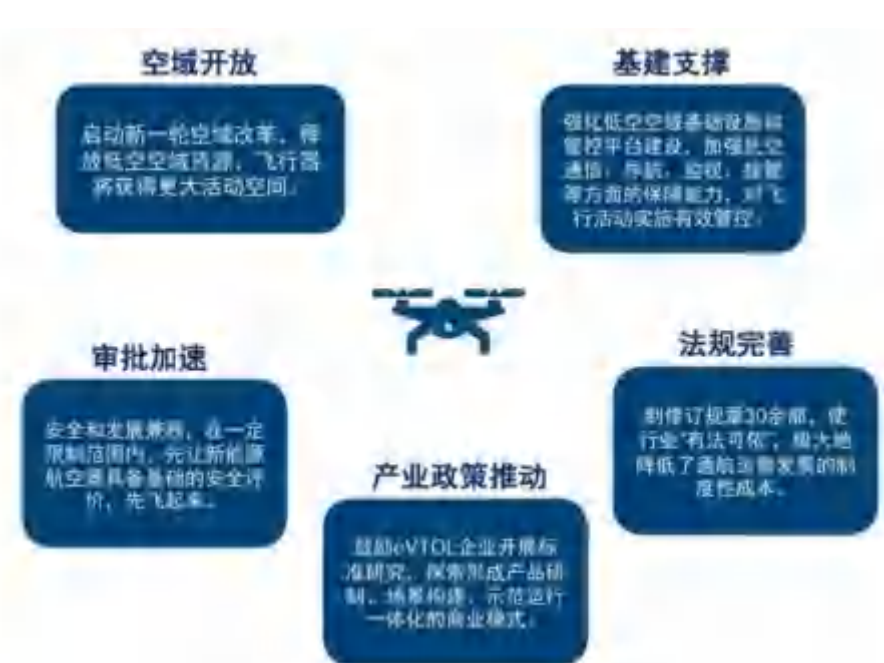 空域开放
启动新一轮空域改革，释
放低空空域资源，飞行器
将获得更大活动空间。
基建支撑
强化低空空域基础设施和
管控平台建设，加强低空
通信、导航、监视、报管
等方面的保障能力，对飞
行活动实施有效管控。
审批加速
安全和发展兼顾，在一定
限制范围内，先让新能源
航空器具备基础的安全评
价，先飞起来。
法规完善
制修订规章30余部，使
行业“有法可依”，极大地
降低了通航运营发展的制
度性成本。
产业政策推动
鼓励eVTOL企业开展标
准研究，探索形成产品研
制、场景构建、示范运行
一体化的商业模式。